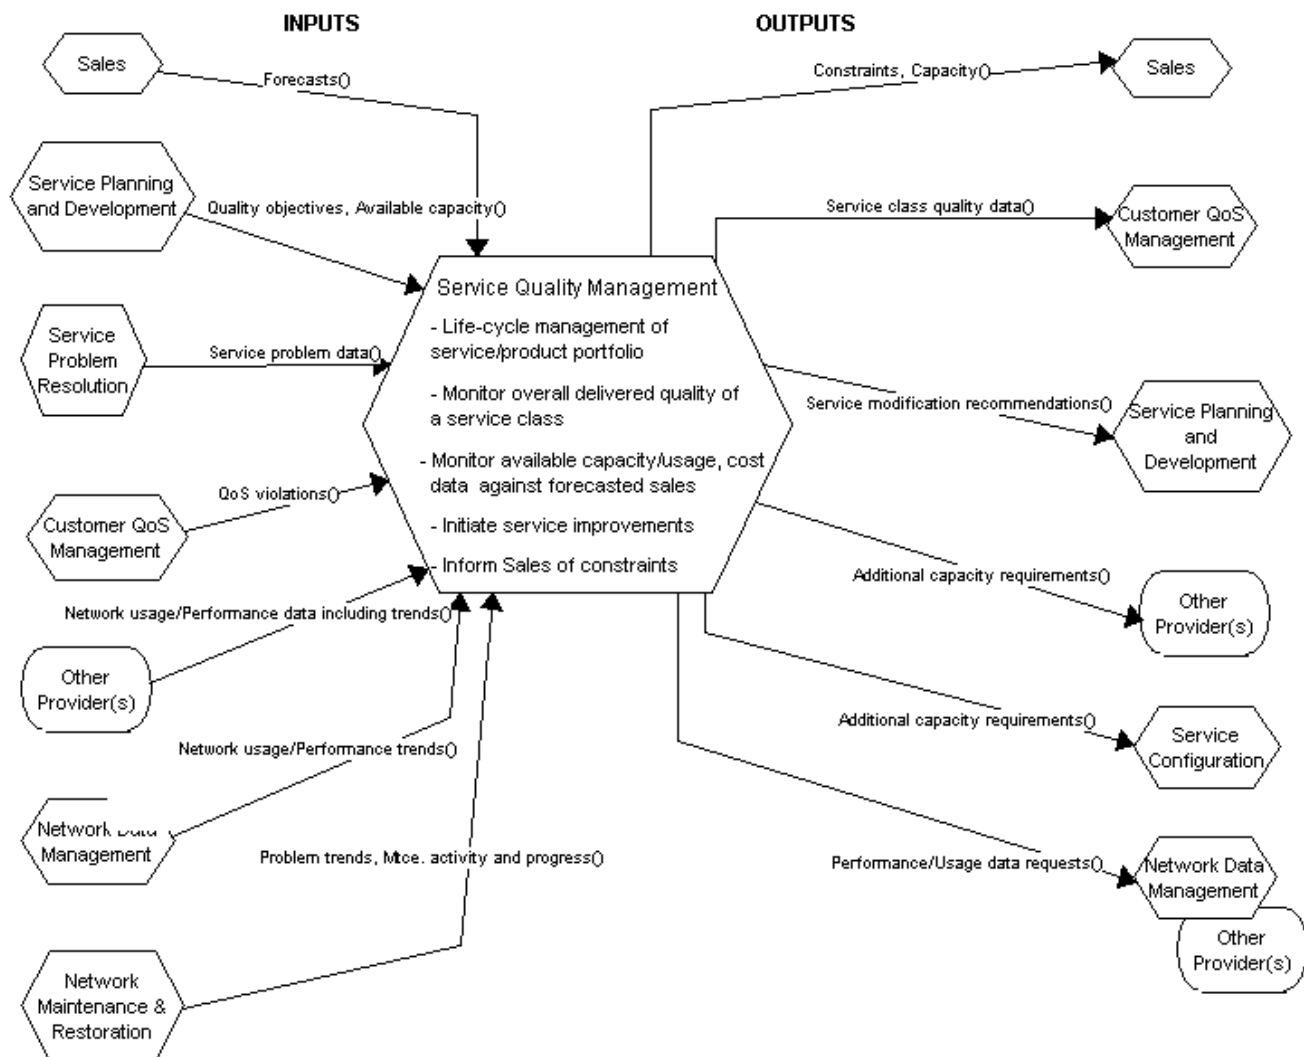 INPUTS
OUTPUTS
Sales
Forecasts()
Constraints, Capacity()
Sales
Service Planning
and Development
Quality objectives, Available capacity()
Service class quality data()
Customer QoS
Management
Service Quality Management
- Life-cycle management of
service/product portfolio
- Monitor overall delivered quality of
a service class
- Monitor available capacity/usage, cost
data against forecasted sales
- Initiate service improvements
- Inform Sales of constraints
Service
Problem
Resolution
Service problem data()
Service modification recommendations()
Service Planning
and
Development
QoS violations()
Customer QoS
Management
Additional capacity requirements()
Other
Provider(s)
Network usage/Performance data including trends()
Other
Provider(s)
Additional capacity requirements()
Service
Configuration
Network usage/Performance trends()
Network Data
Management
Problem trends, Mtce. activity and progress()
Performance/Usage data requests()
Network Data
Management
Other
Provider(s)
Network
Maintenance &
Restoration